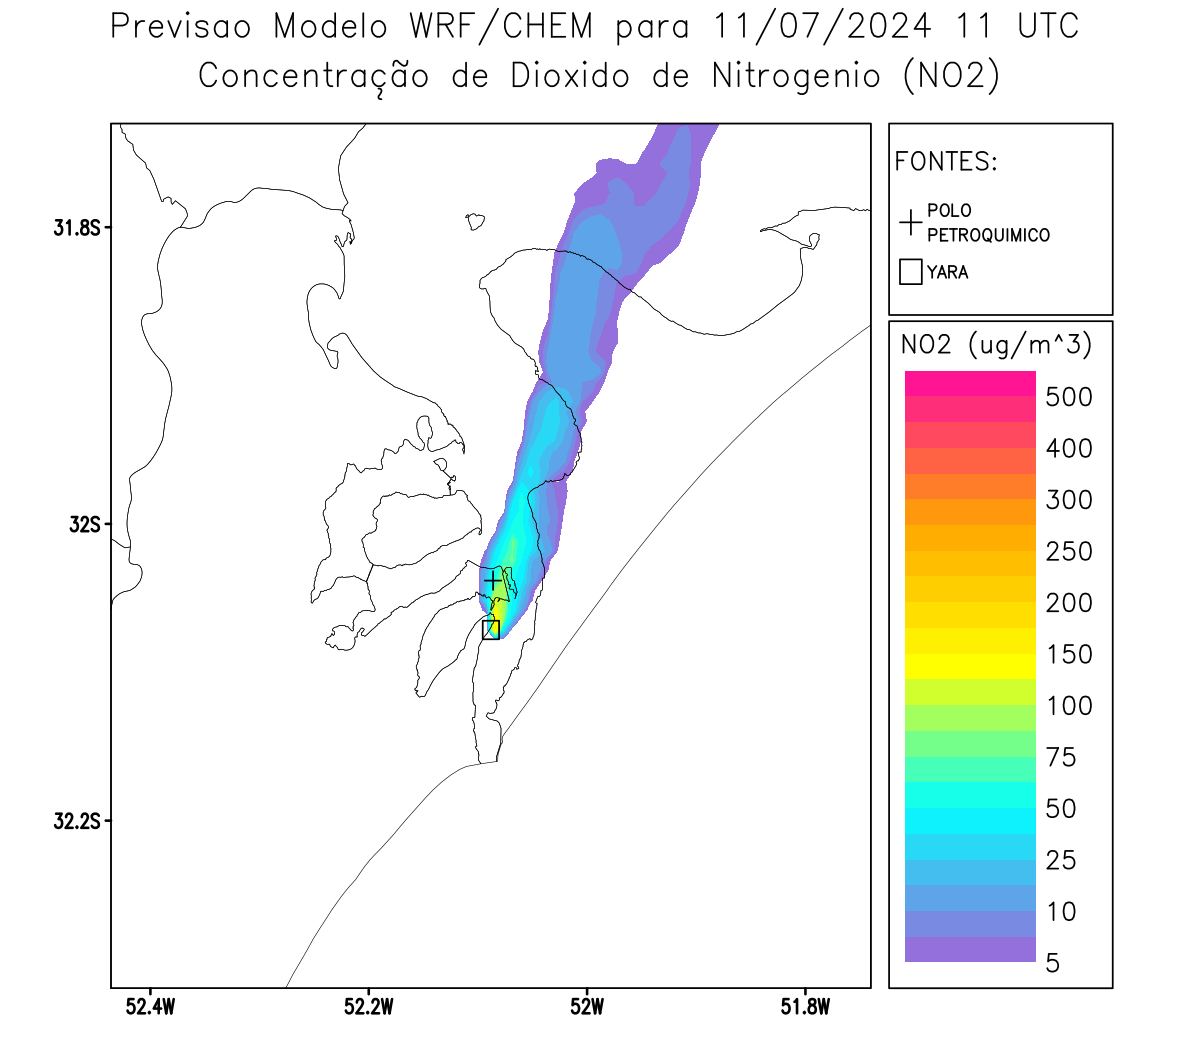 Previsao Modelo WRF/CHEM para 11/07/2024 11 UTC
Concentração de Dioxido de Nitrogenio (NO2)
FONTES:
POLO
PETROQUIMICO
YARA
NO2 (ug/m^3)
500
400
300
250
200
150
100
75
50
25
10
5
31.8S
32S
32.2S
52.4W
52.2W
52W
51.8W